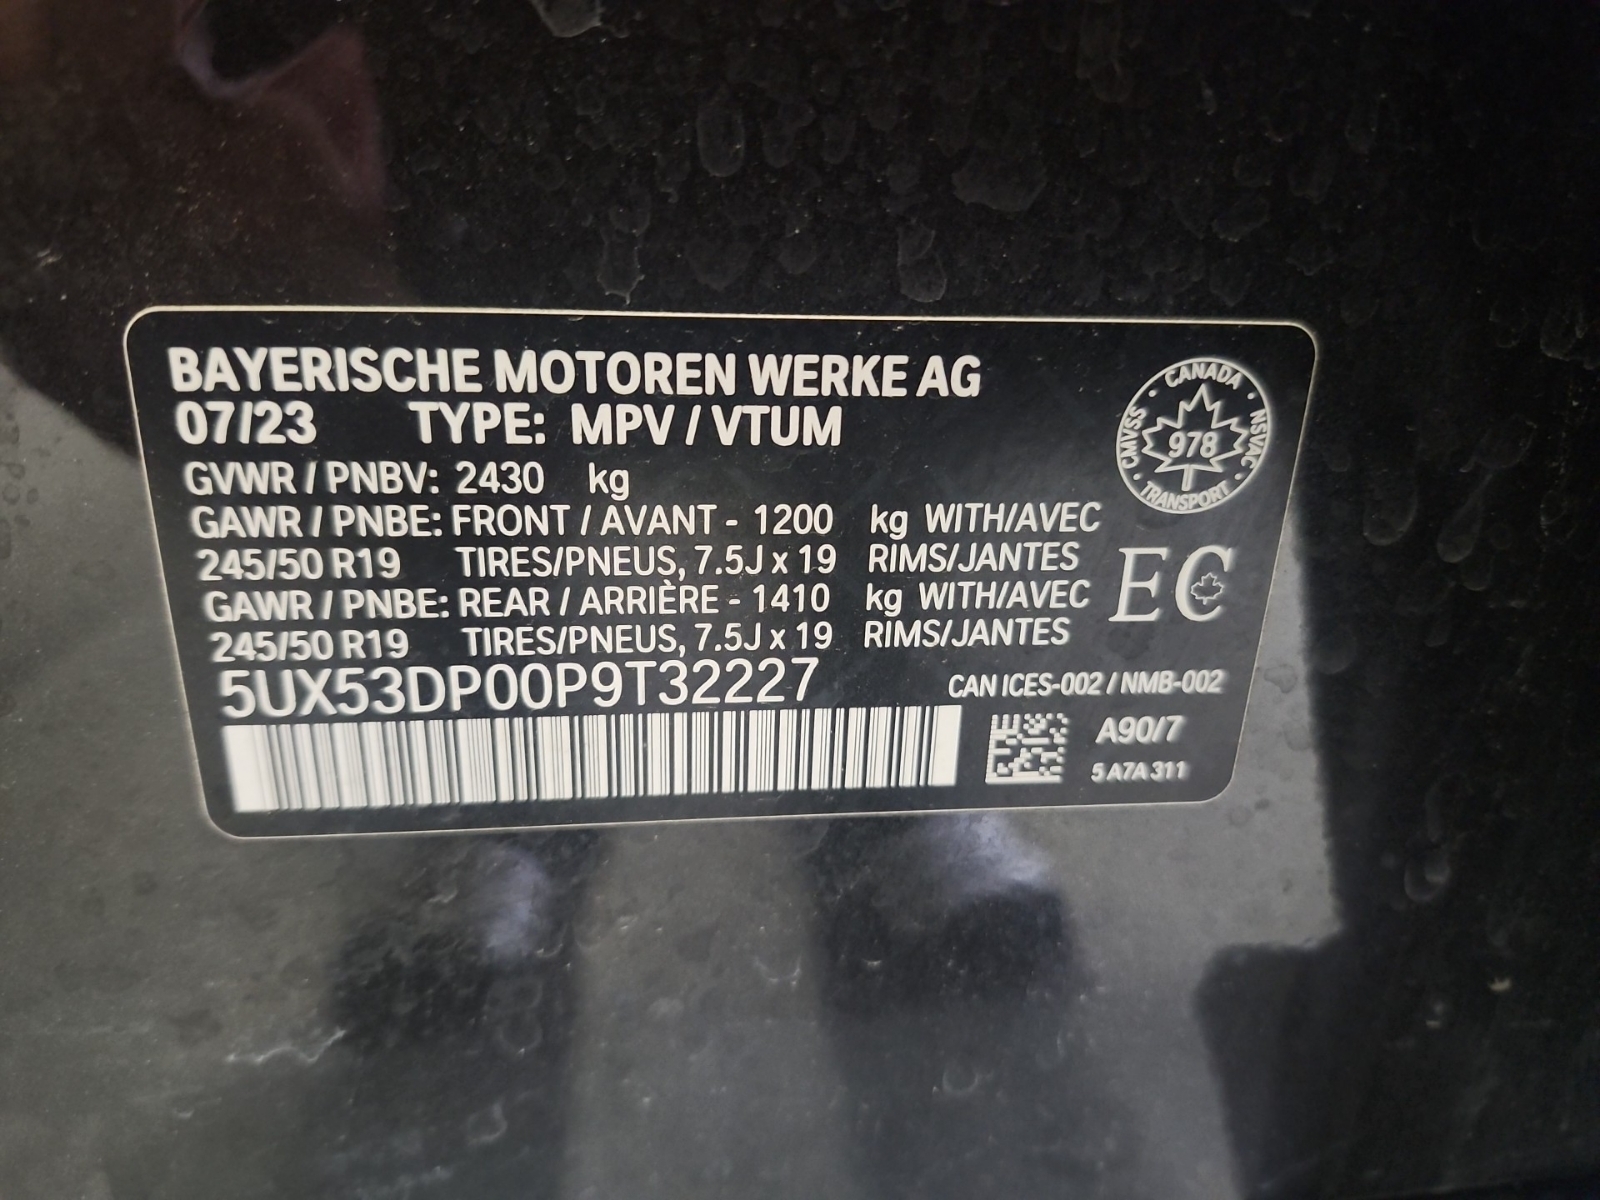 BAYERISCHE MOTOREN WERKE AG
07/23 TYPE: MPV / VTUM
GVWR / PNBV: 2430 kg
GAWR / PNBE: FRONT / AVANT - 1200 kg WITH/AVEC
245/50 R19 TIRES/PNEUS, 7.5J x 19 RIMS/JANTES
GAWR / PNBE: REAR / ARRIÈRE - 1410 kg WITH/AVEC
245/50 R19 TIRES/PNEUS, 7.5J x 19 RIMS/JANTES
5UX53DP00P9T32227
CANADA
CMVSS
978
NSVAC
TRANSPORT
EC
CAN ICES-002 / NMB-002
A90/7
5 A7A 311